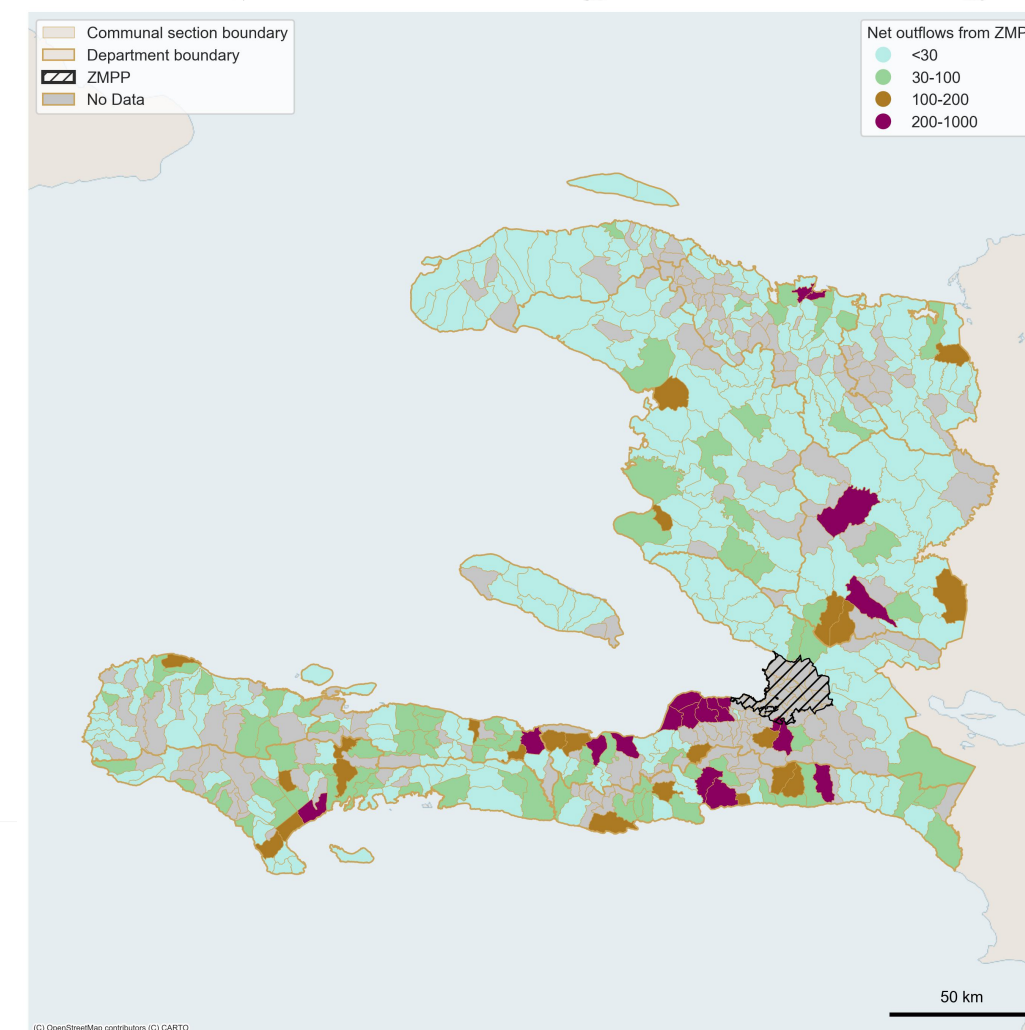 Communal section boundary
Department boundary
ZMPP
No Data
Net outflows from ZMP
<30
30-100
100-200
200-1000
50 km
(C) OpenStreetMap contributors (C) CARTO